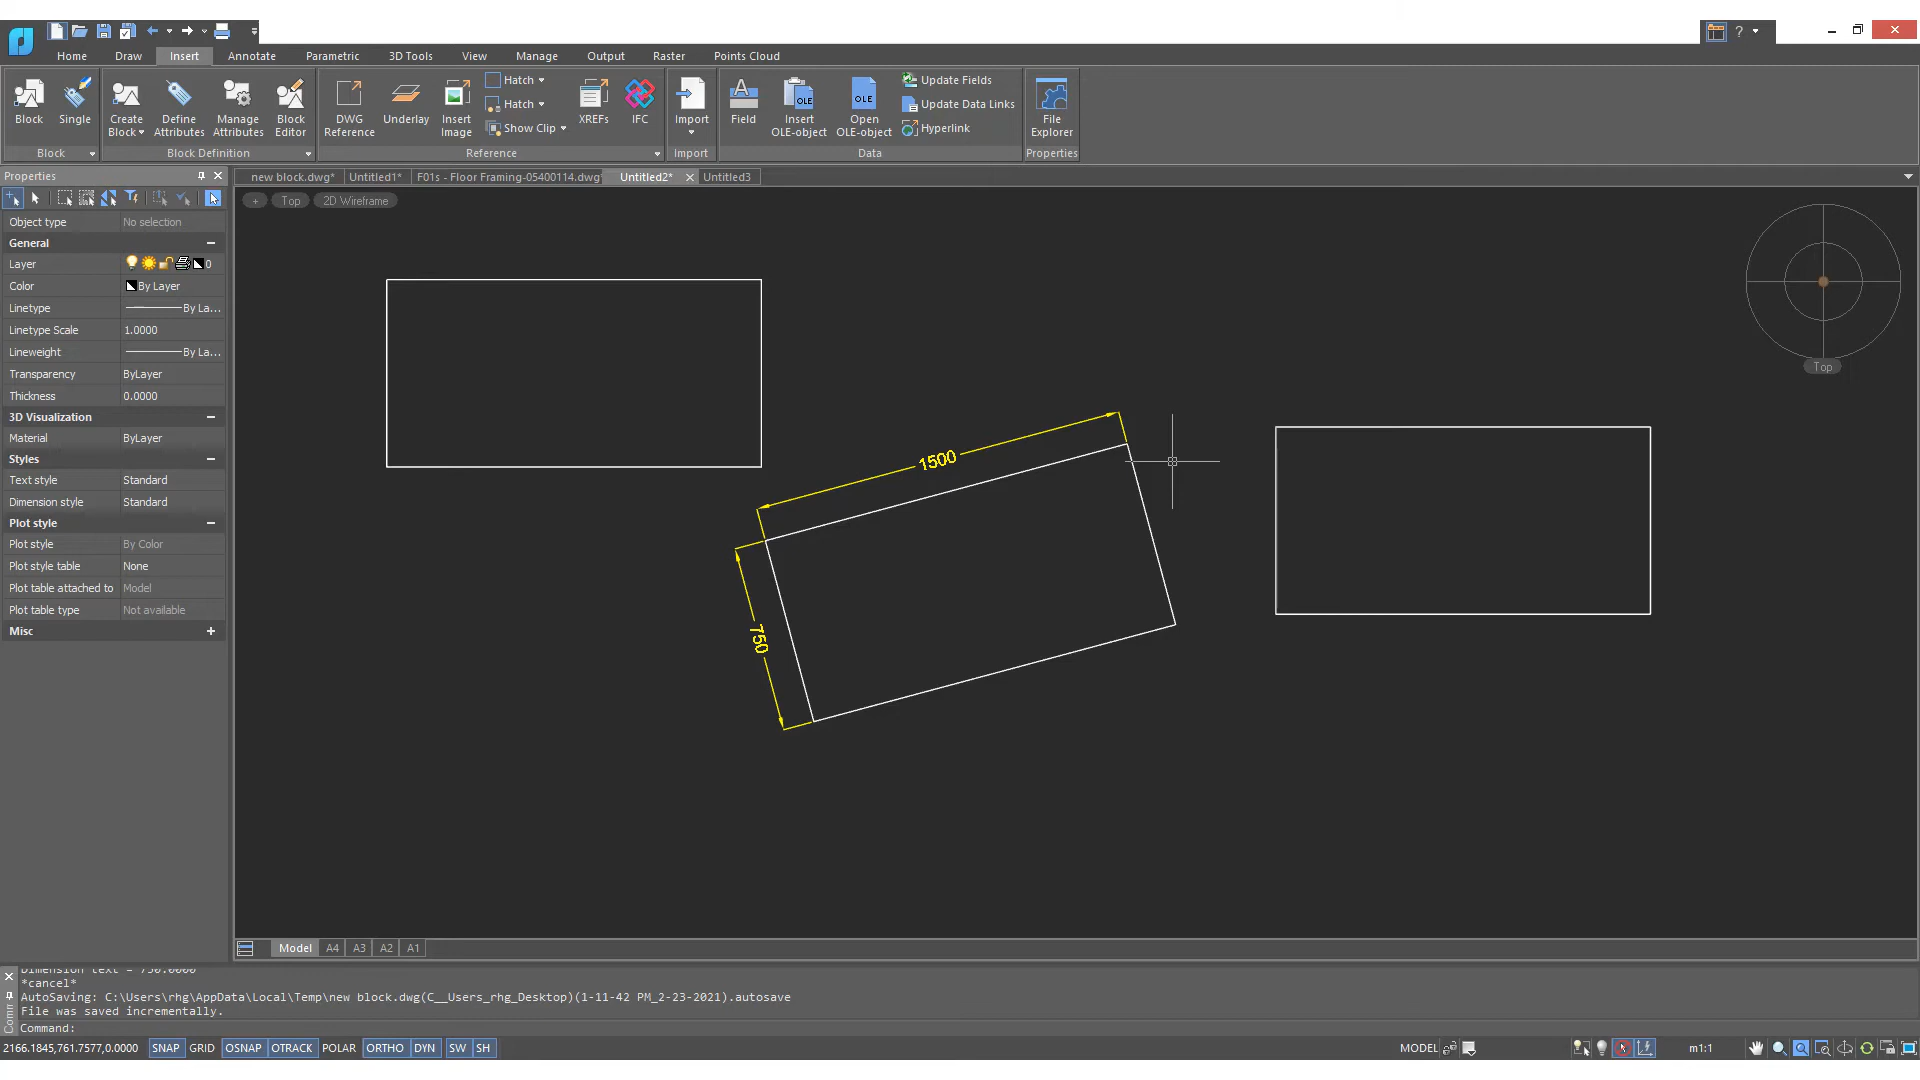 ?
Home Draw Insert Annotate Parametric 3D Tools View Manage Output Raster Points Cloud
Block
Single
Create
Block
Define
Attributes
Manage
Attributes
Block
Editor
DWG
Reference
Underlay
Insert
Image
Hatch
Hatch
Show Clip
XREFs
IFC
Import
Field
Insert
OLE-object
Open
OLE-object
Update Fields
Update Data Links
Hyperlink
File
Explorer
Block
Block Definition
Reference
Import
Data
Properties
Properties
new block.dwg* Untitled1* F01s - Floor Framing-05400114.dwg Untitled2* Untitled3
+ Top 2D Wireframe
Object type No selection
General
Layer 0
Color By Layer
Linetype By La...
Linetype Scale 1.0000
Lineweight By La...
Transparency ByLayer
Thickness 0.0000
3D Visualization
Material ByLayer
Styles
Text style Standard
Dimension style Standard
Plot style
Plot style By Color
Plot style table None
Plot table attached to Model
Plot table type Not available
Misc
Top
1500
750
Model A4 A3 A2 A1
Dimension text = 750.0000
*cancel*
AutoSaving: C:\Users\rhg\AppData\Local\Temp\new block.dwg(C__Users_rhg_Desktop)(1-11-42 PM_2-23-2021).autosave
File was saved incrementally.
Command:
Comm
2166.1845,761.7577,0.0000 SNAP GRID OSNAP OTRACK POLAR ORTHO DYN SW SH MODEL m1:1